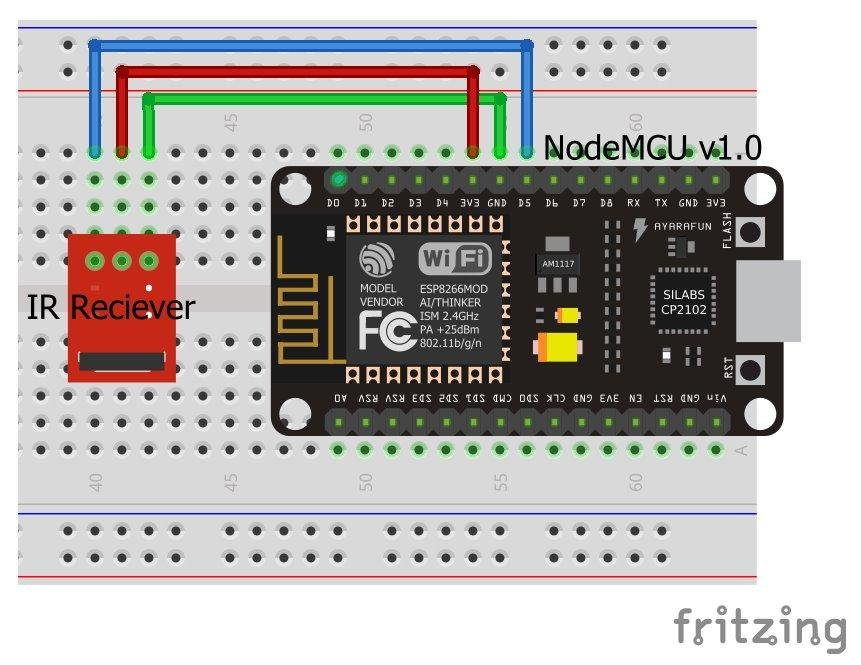 45
50
60
NodeMCU v1.0
D0 D1 D2 D3 D4 3V3 GND D5 D6 D7 D8 RX TX GND 3V3
AYARAFUN
FLASH
WiFi
AM1117
MODEL
VENDOR
ESP8266MOD
AI/THINKER
ISM 2.4GHz
PA +25dBm
802.11b/g/n
FC
SILABS
CP2102
IR Reciever
RST
A0 RSV RSV SD3 SD2 SD1 CMD SD0 CLK GND 3V3 EN RST GND Vin
A
40
45
50
55
60
fritzing